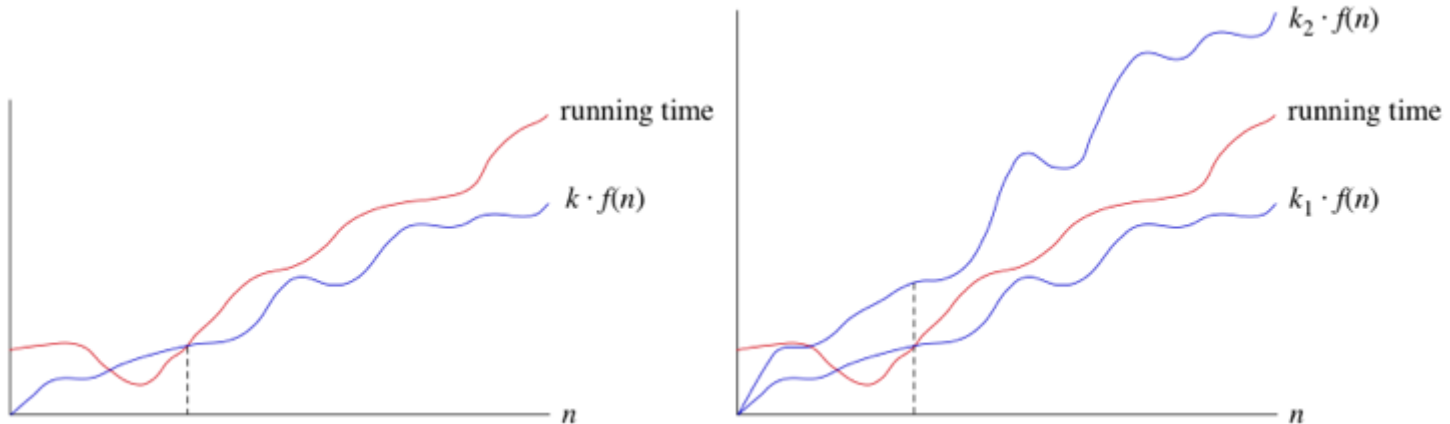 running time
k · f(n)
n
k₂ · f(n)
running time
k₁ · f(n)
n